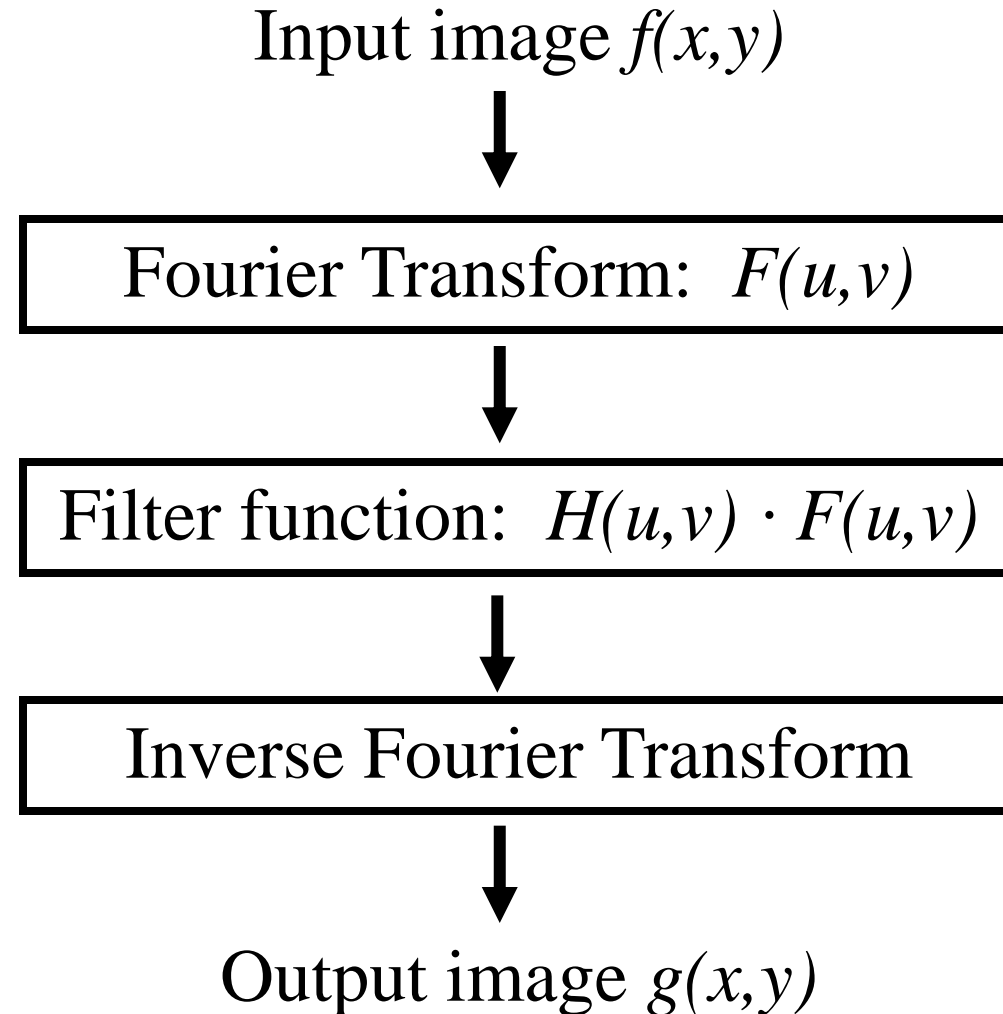 Input image f(x,y)
Fourier Transform: F(u,v)
Filter function: H(u,v) · F(u,v)
Inverse Fourier Transform
Output image g(x,y)